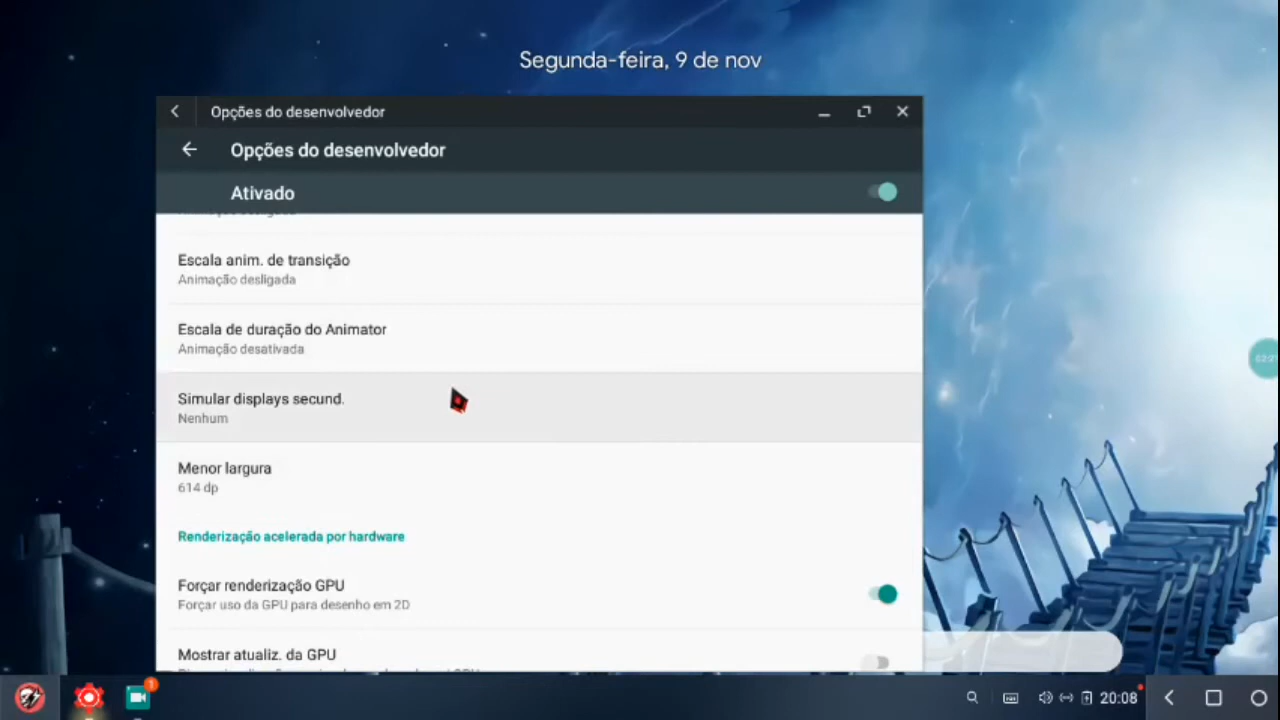 Segunda-feira, 9 de nov
Opções do desenvolvedor
Opções do desenvolvedor
Ativado
Escala anim. de transição
Animação desligada
Escala de duração do Animator
Animação desativada
Simular displays secund.
Nenhum
Menor largura
614 dp
Renderização acelerada por hardware
Forçar renderização GPU
Forçar uso da GPU para desenho em 2D
Mostrar atualiz. da GPU
1
20:08